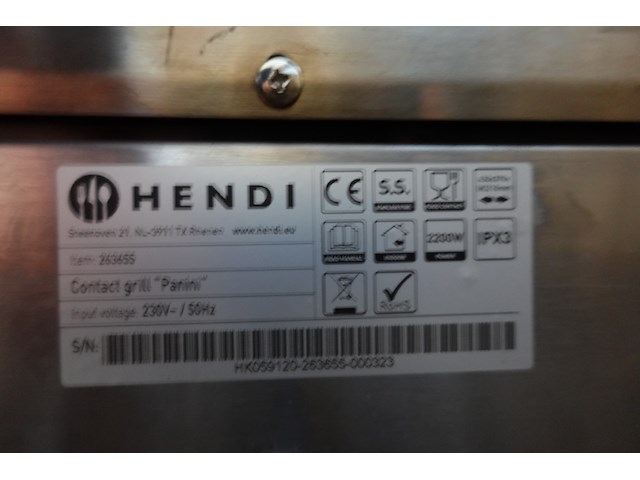 HENDI
Steenoven 21, NL-3911 TX Rhenen www.hendi.eu
Item: 263655
Contact grill "Panini"
Input voltage: 230V~ / 50Hz
S/N:
HK059120-263655-000323
CE
S.S.
2200W
IPX3
RoHS